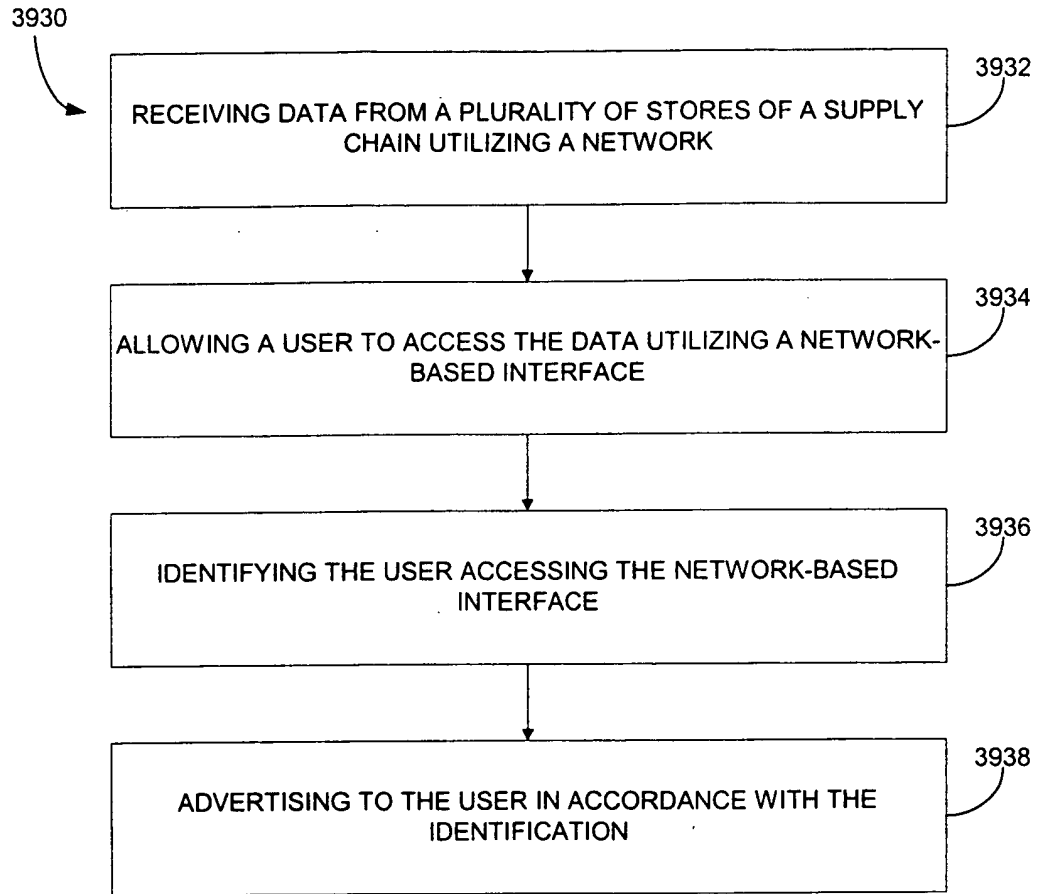 3930
3932
RECEIVING DATA FROM A PLURALITY OF STORES OF A SUPPLY
CHAIN UTILIZING A NETWORK
3934
ALLOWING A USER TO ACCESS THE DATA UTILIZING A NETWORK-
BASED INTERFACE
3936
IDENTIFYING THE USER ACCESSING THE NETWORK-BASED
INTERFACE
3938
ADVERTISING TO THE USER IN ACCORDANCE WITH THE
IDENTIFICATION